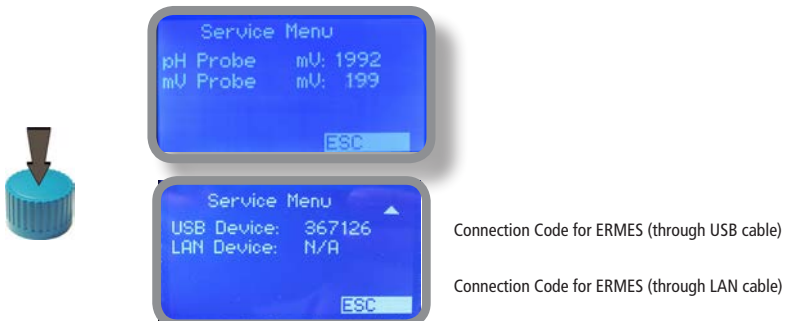 Service Menu
pH Probe mV: 1992
mV Probe mV: 199
ESC
Service Menu
USB Device: 367126
LAN Device: N/A
ESC
Connection Code for ERMES (through USB cable)
Connection Code for ERMES (through LAN cable)